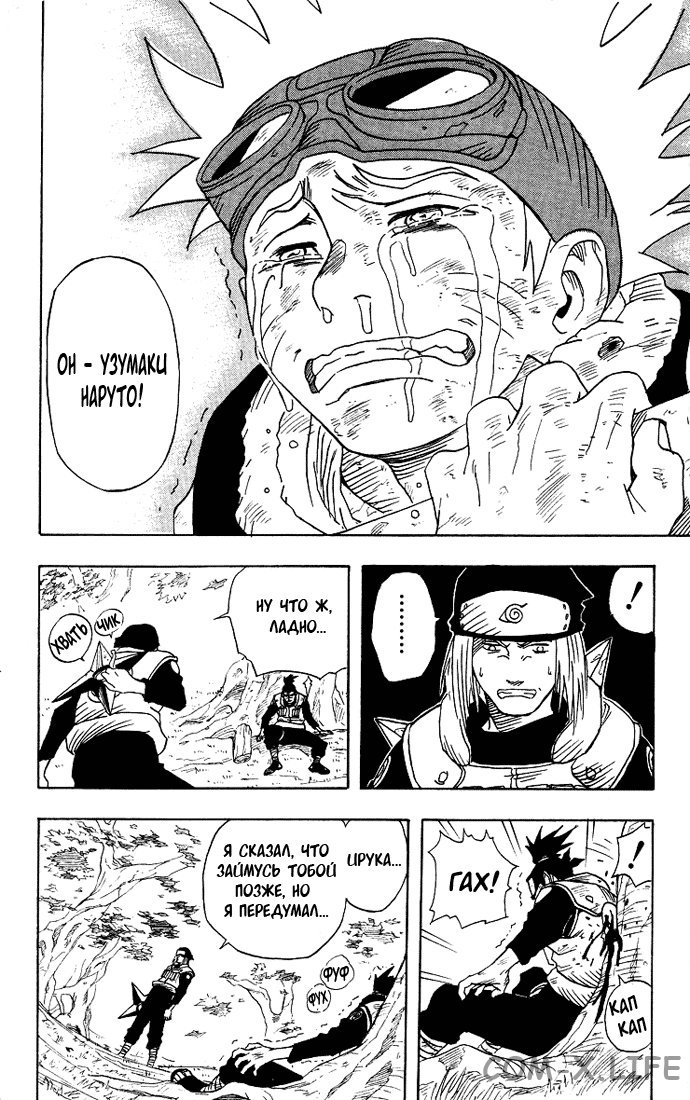 ОН - УЗУМАКИ
НАРУТО!
!
........
НУ ЧТО Ж,
ЛАДНО...
ЧИК
ХВАТЬ
!
ГАХ!
КАП
КАП
ИРУКА...
Я СКАЗАЛ, ЧТО
ЗАЙМУСЬ ТОБОЙ
ПОЗЖЕ, НО
Я ПЕРЕДУМАЛ...
ФУФ
ФУХ
COM-X.LIFE